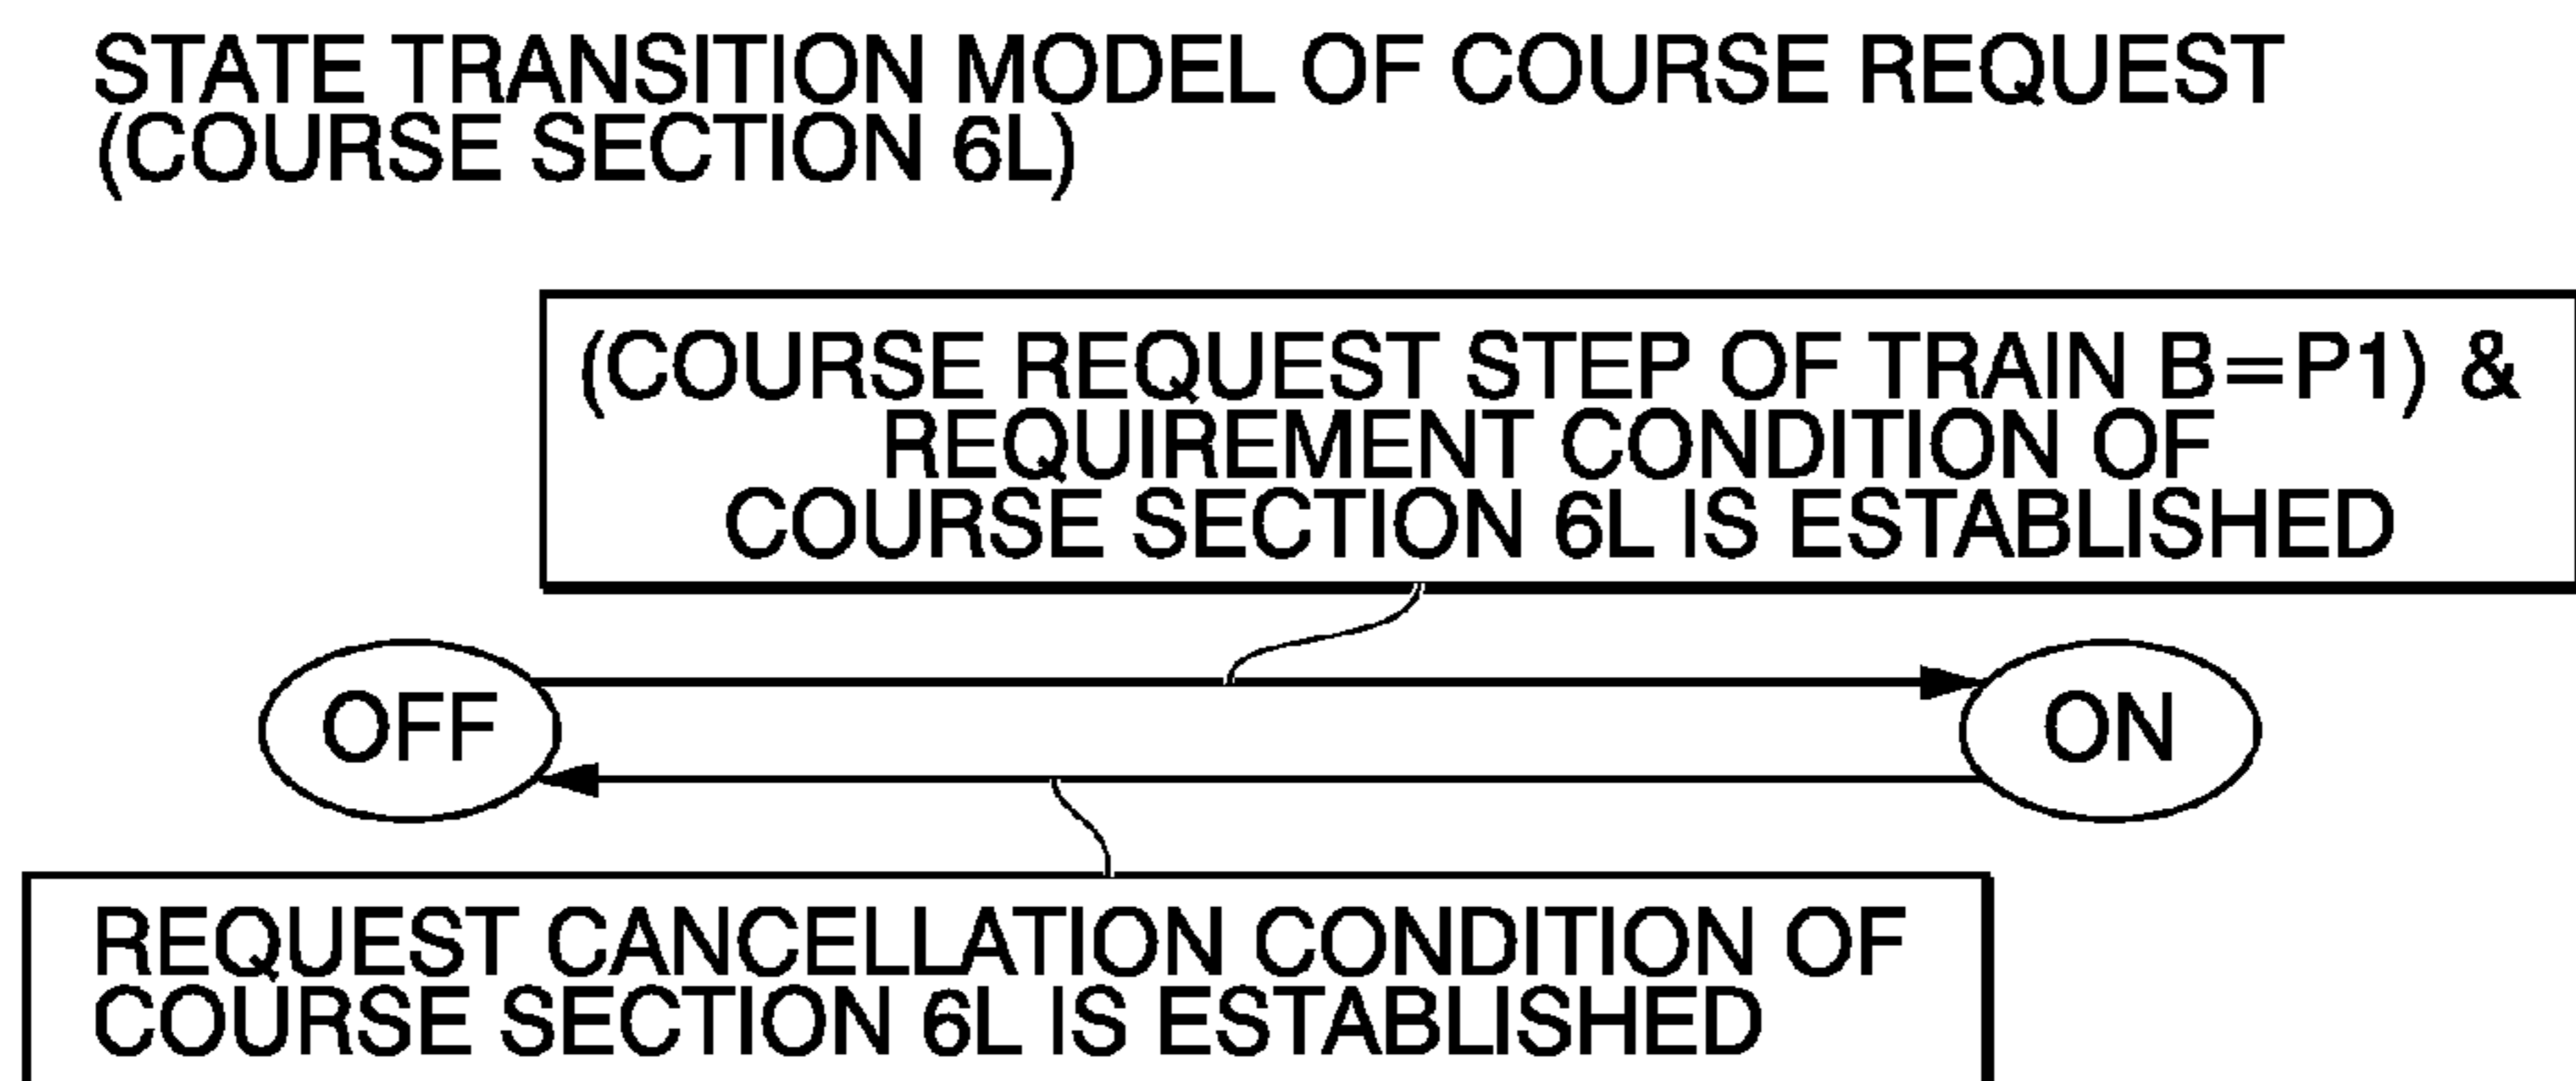 STATE TRANSITION MODEL OF COURSE REQUEST
(COURSE SECTION 6L)
(COURSE REQUEST STEP OF TRAIN B=P1) &
REQUIREMENT CONDITION OF
COURSE SECTION 6L IS ESTABLISHED
OFF
ON
REQUEST CANCELLATION CONDITION OF
COURSE SECTION 6L IS ESTABLISHED